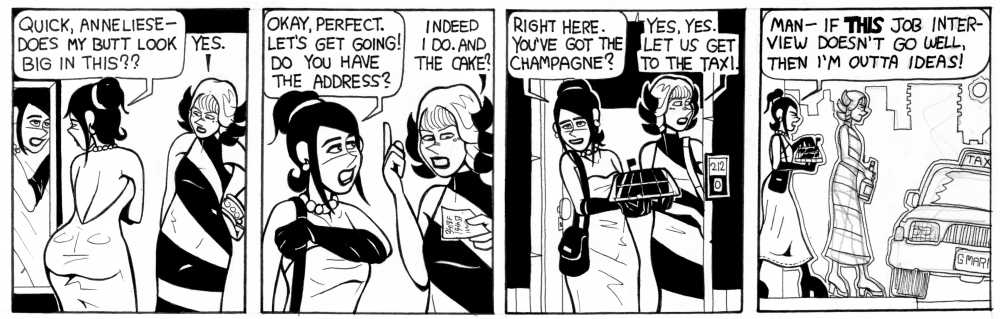 QUICK, ANNELIESE—
DOES MY BUTT LOOK
BIG IN THIS??
YES.
OKAY, PERFECT.
LET'S GET GOING!
DO YOU HAVE
THE ADDRESS?
INDEED
I DO. AND
THE CAKE?
RIGHT HERE.
YOU'VE GOT THE
CHAMPAGNE?
YES, YES.
LET US GET
TO THE TAXI.
212
0
MAN— IF THIS JOB INTER-
VIEW DOESN'T GO WELL,
THEN I'M OUTTA IDEAS!
TAX
G MAR